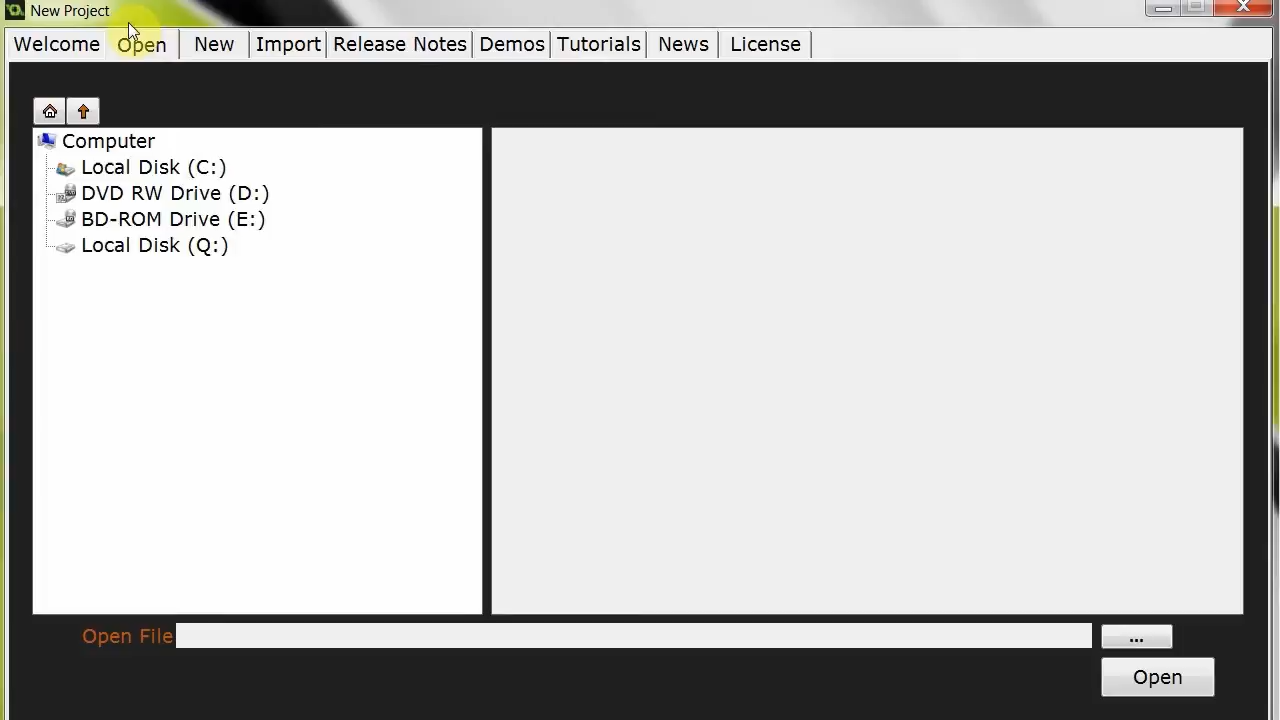 New Project
Welcome Open New Import Release Notes Demos Tutorials News License
Computer
Local Disk (C:)
DVD RW Drive (D:)
BD-ROM Drive (E:)
Local Disk (Q:)
Open File ...
Open